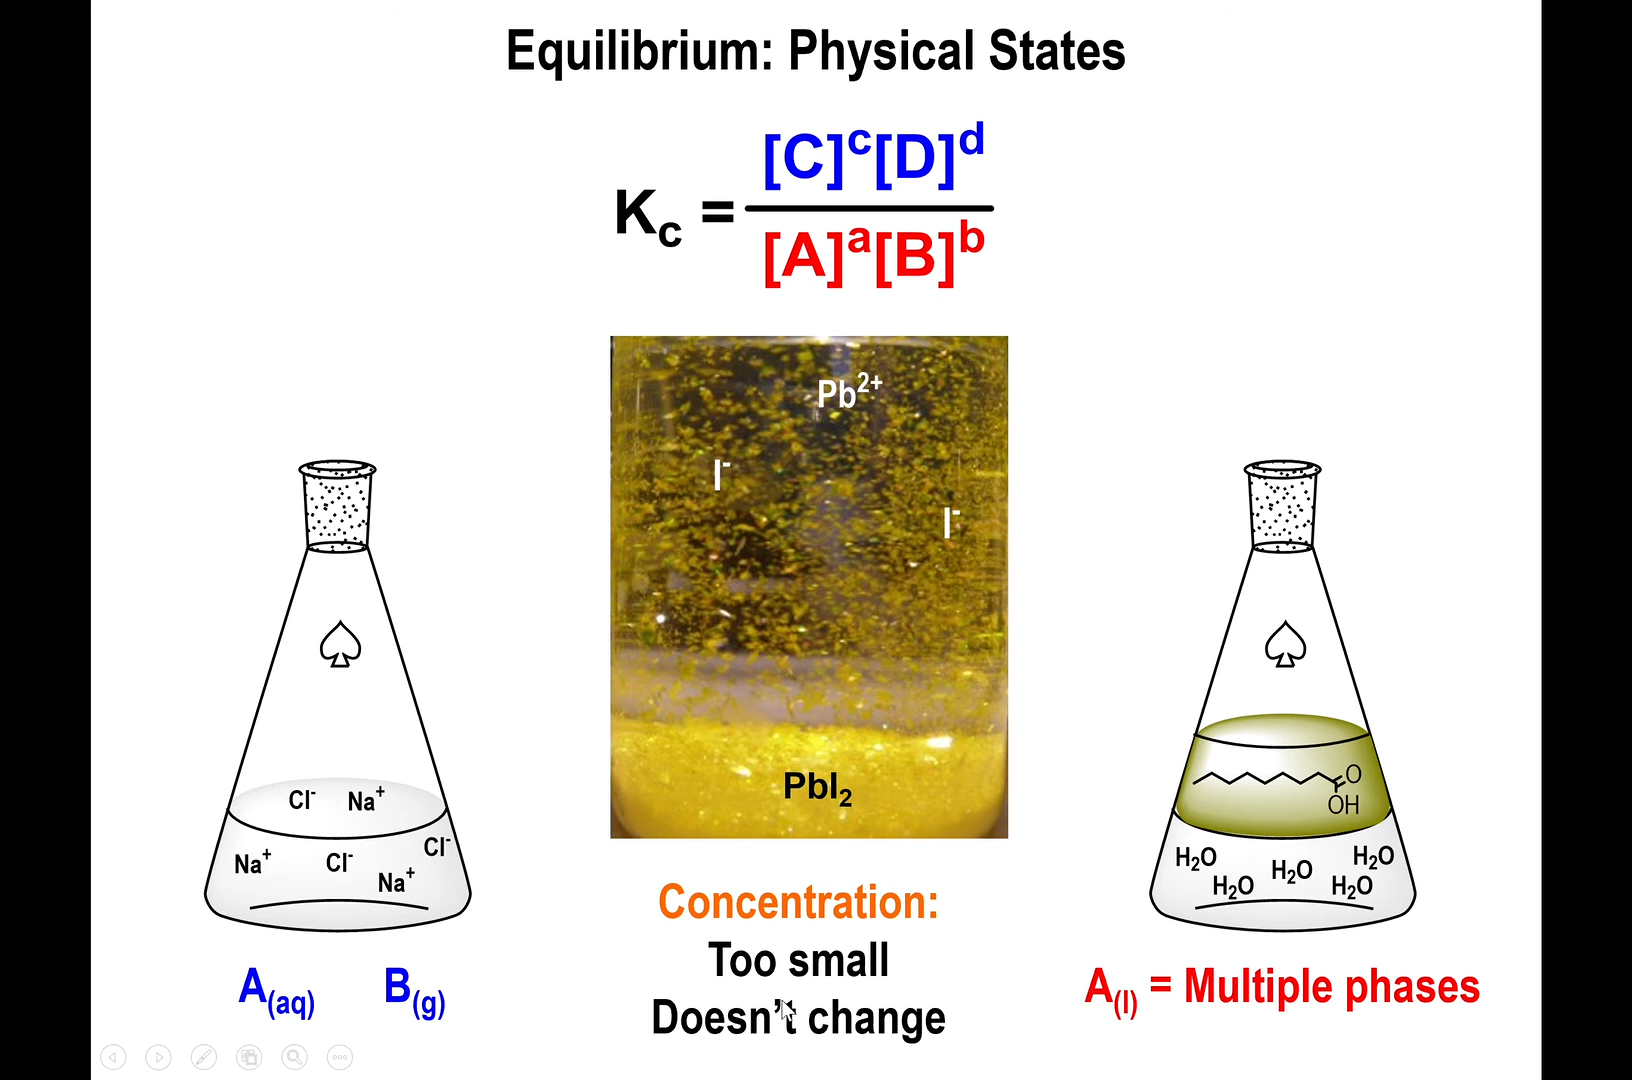 Equilibrium: Physical States
[C]ᶜ[D]ᵈ
K꜀ =
[A]ᵃ[B]ᵇ
Pb²⁺
I⁻
I⁻
PbI₂
Cl⁻ Na⁺
Na⁺ Cl⁻ Cl⁻
Na⁺
O
OH
H₂O H₂O H₂O
H₂O H₂O
Concentration:
Too small
Doesn't change
A(aq) B(g)
A(l) = Multiple phases